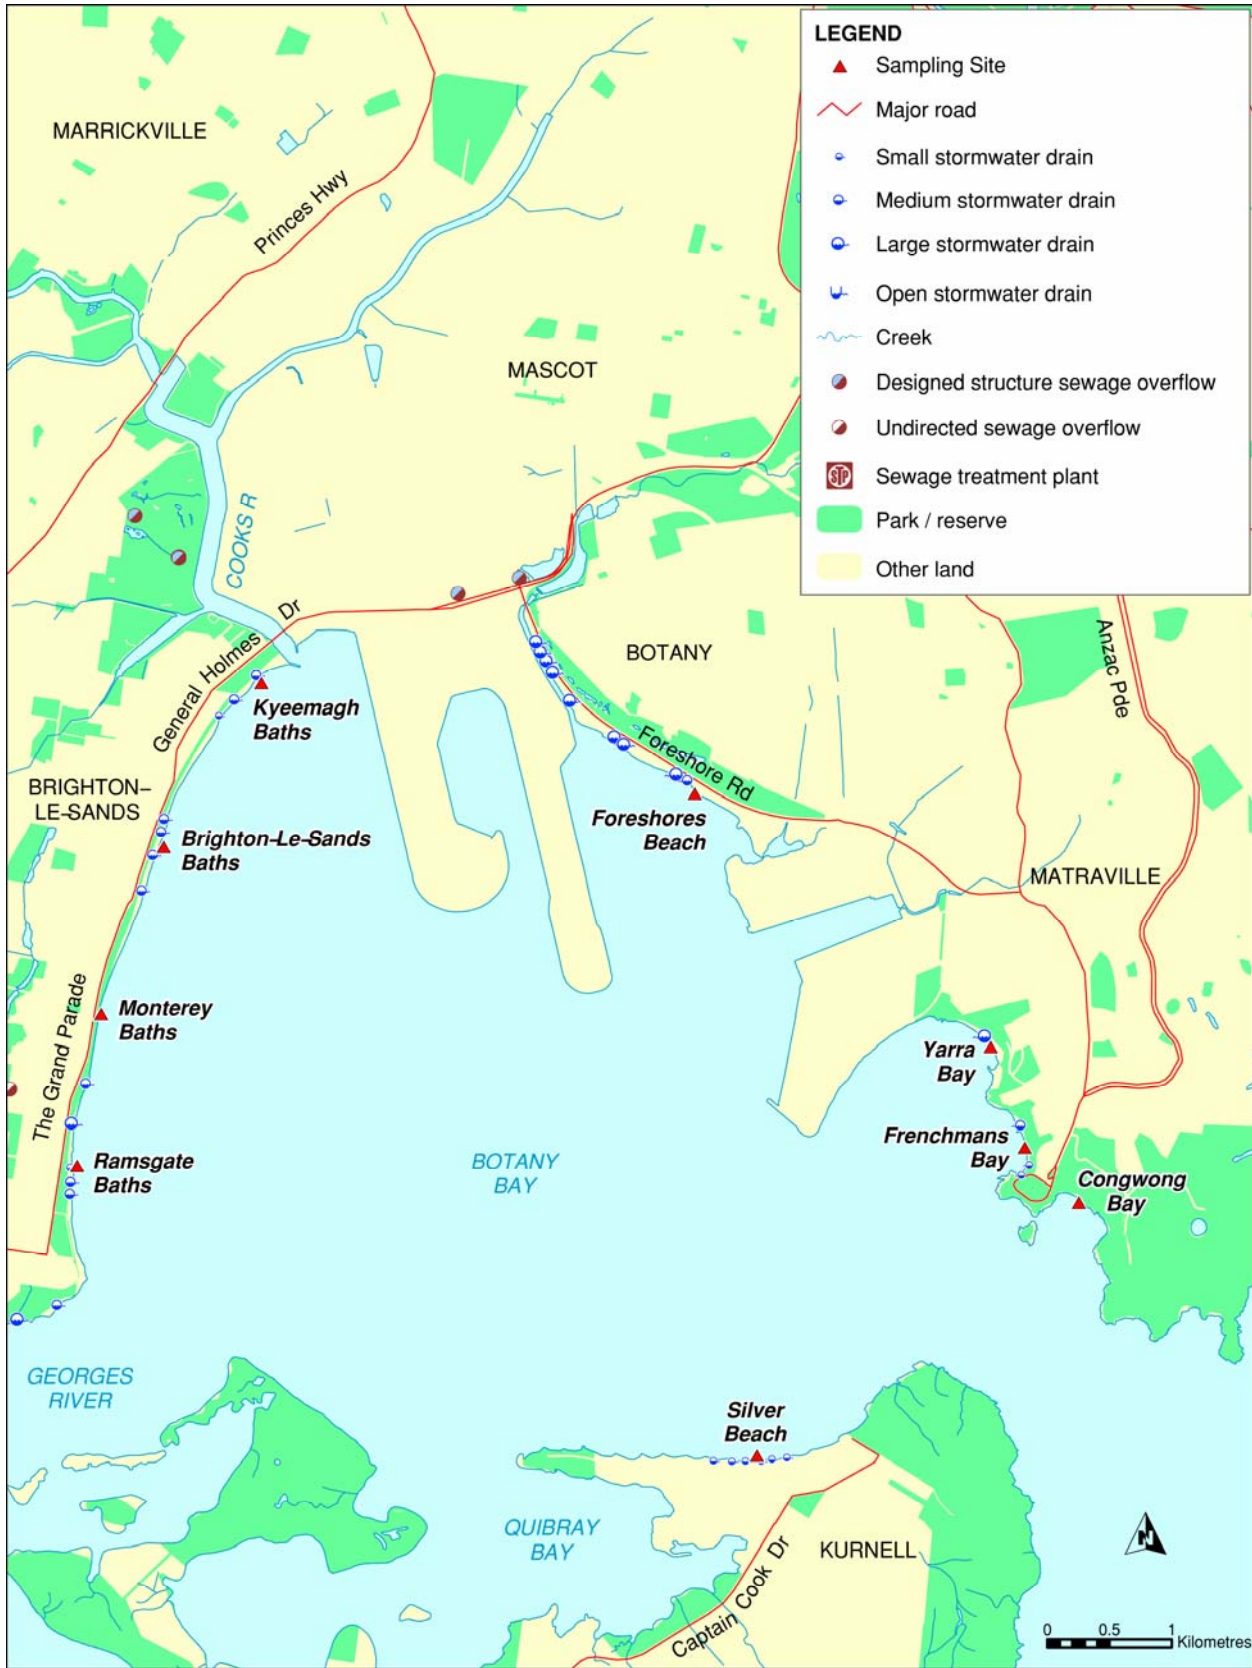 LEGEND
Sampling Site
Major road
Small stormwater drain
Medium stormwater drain
Large stormwater drain
Open stormwater drain
Creek
Designed structure sewage overflow
Undirected sewage overflow
STP
Sewage treatment plant
Park / reserve
Other land
MARRICKVILLE
Princes Hwy
MASCOT
COOKS R
General Holmes Dr
BOTANY
Anzac Pde
Kyeemagh
Baths
Foreshore Rd
BRIGHTON–
LE–SANDS
Brighton–Le–Sands
Baths
Foreshores
Beach
MATRAVILLE
The Grand Parade
Monterey
Baths
Yarra
Bay
Frenchmans
Bay
Ramsgate
Baths
BOTANY
BAY
Congwong
Bay
GEORGES
RIVER
Silver
Beach
QUIBRAY
BAY
Captain Cook Dr
KURNELL
N
0 0.5 1
Kilometres